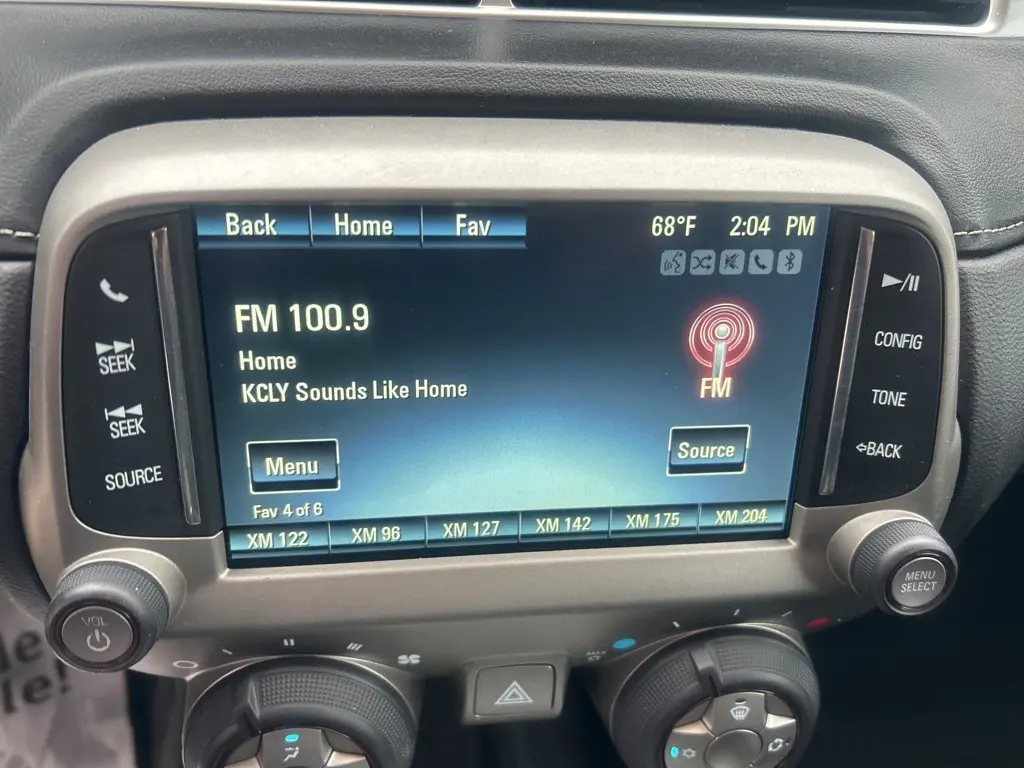 Back Home Fav 68°F 2:04 PM
FM 100.9
Home
KCLY Sounds Like Home
FM
Menu
Source
Fav 4 of 6
XM 122 XM 96 XM 127 XM 142 XM 175 XM 204
SEEK
SEEK
SOURCE
CONFIG
TONE
BACK
VOL
MENU
SELECT